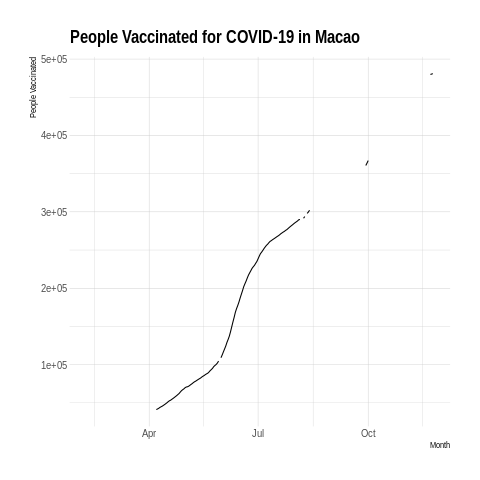 People Vaccinated for COVID-19 in Macao
People Vaccinated
5e+05
4e+05
3e+05
2e+05
1e+05
Apr
Jul
Oct
Month